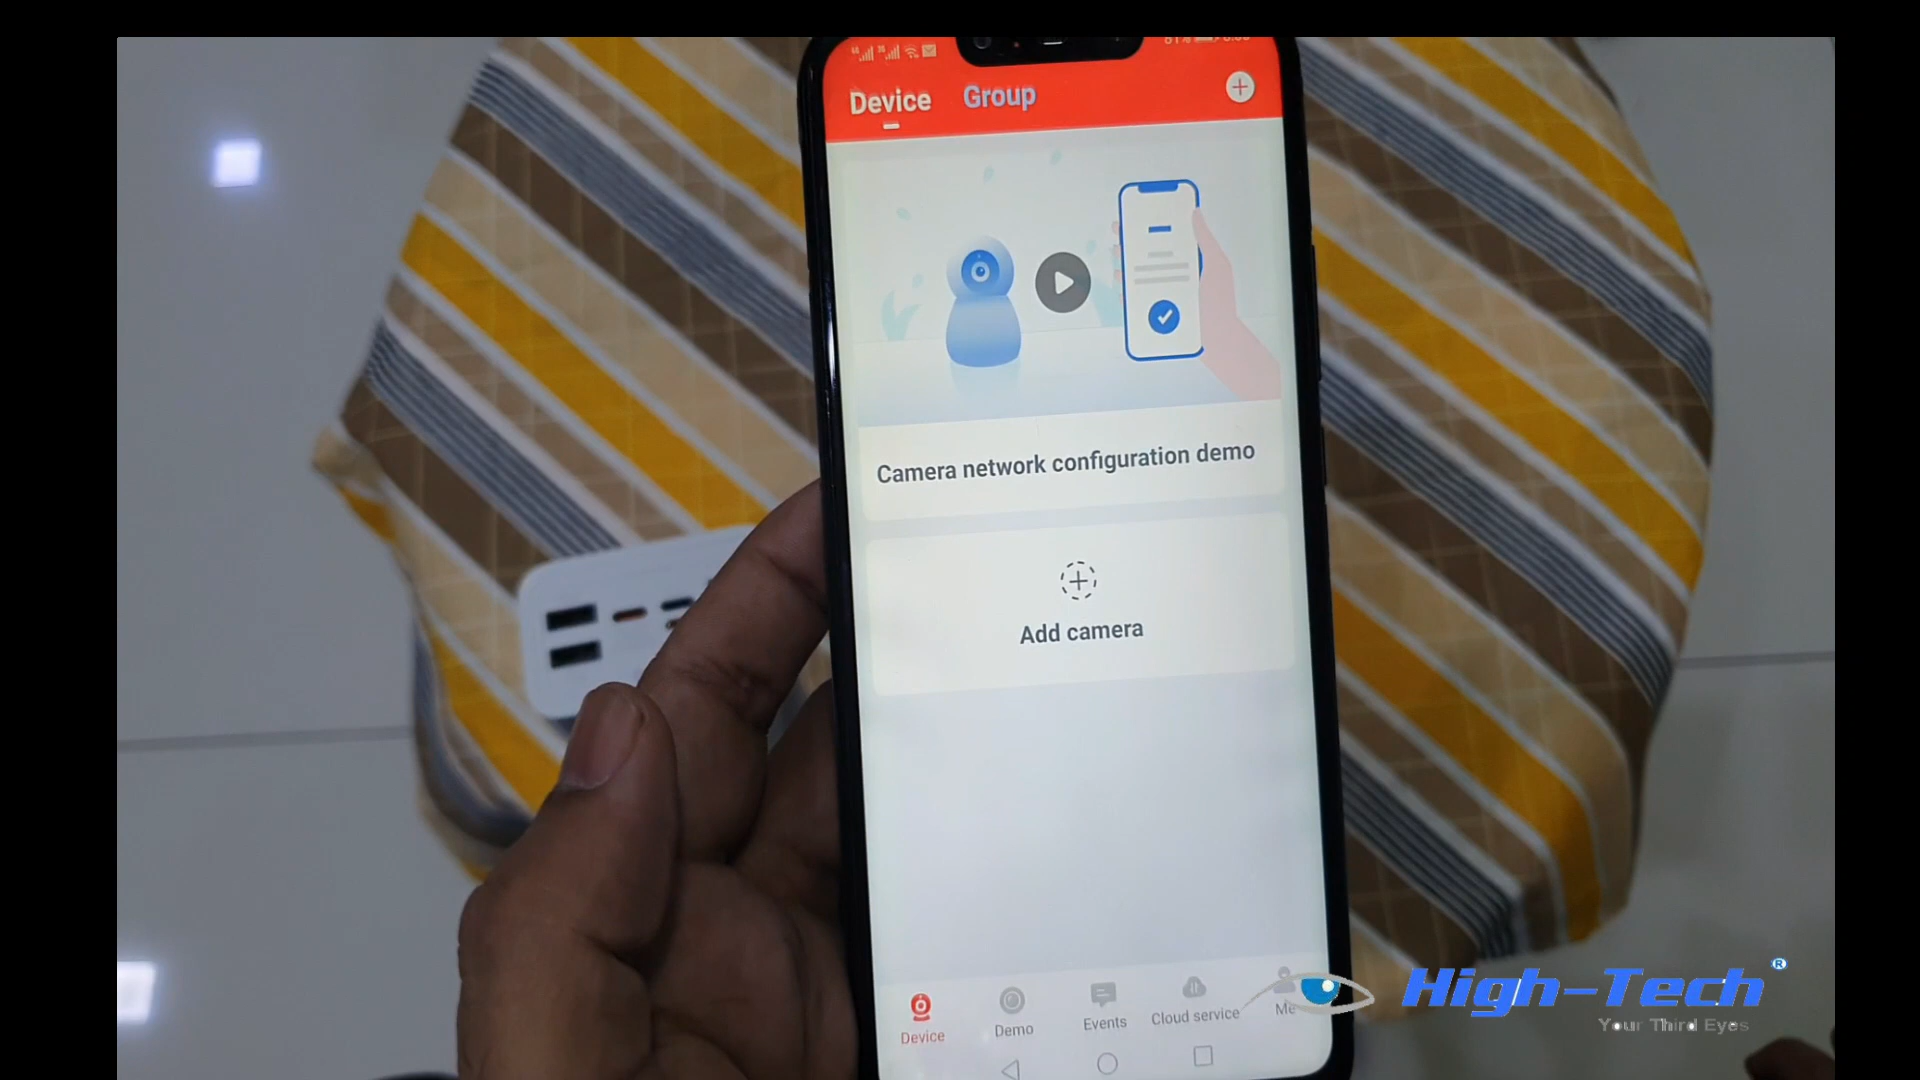 Device Group
Camera network configuration demo
Add camera
Device Demo Events Cloud service Me
High-Tech®
Your Third Eyes